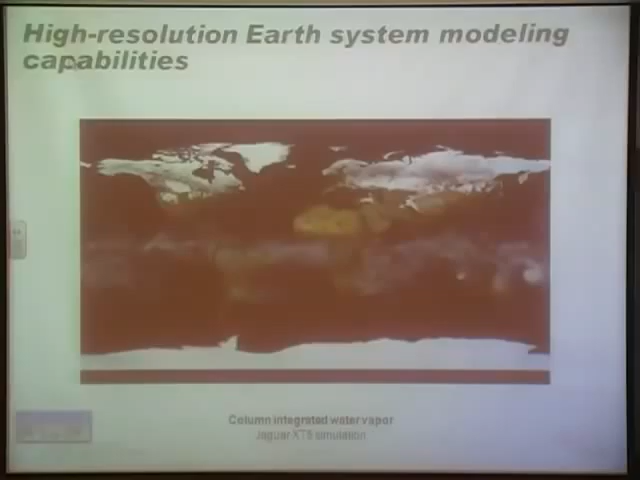 High-resolution Earth system modeling
capabilities
Column integrated water vapor
Jaguar XT5 simulation